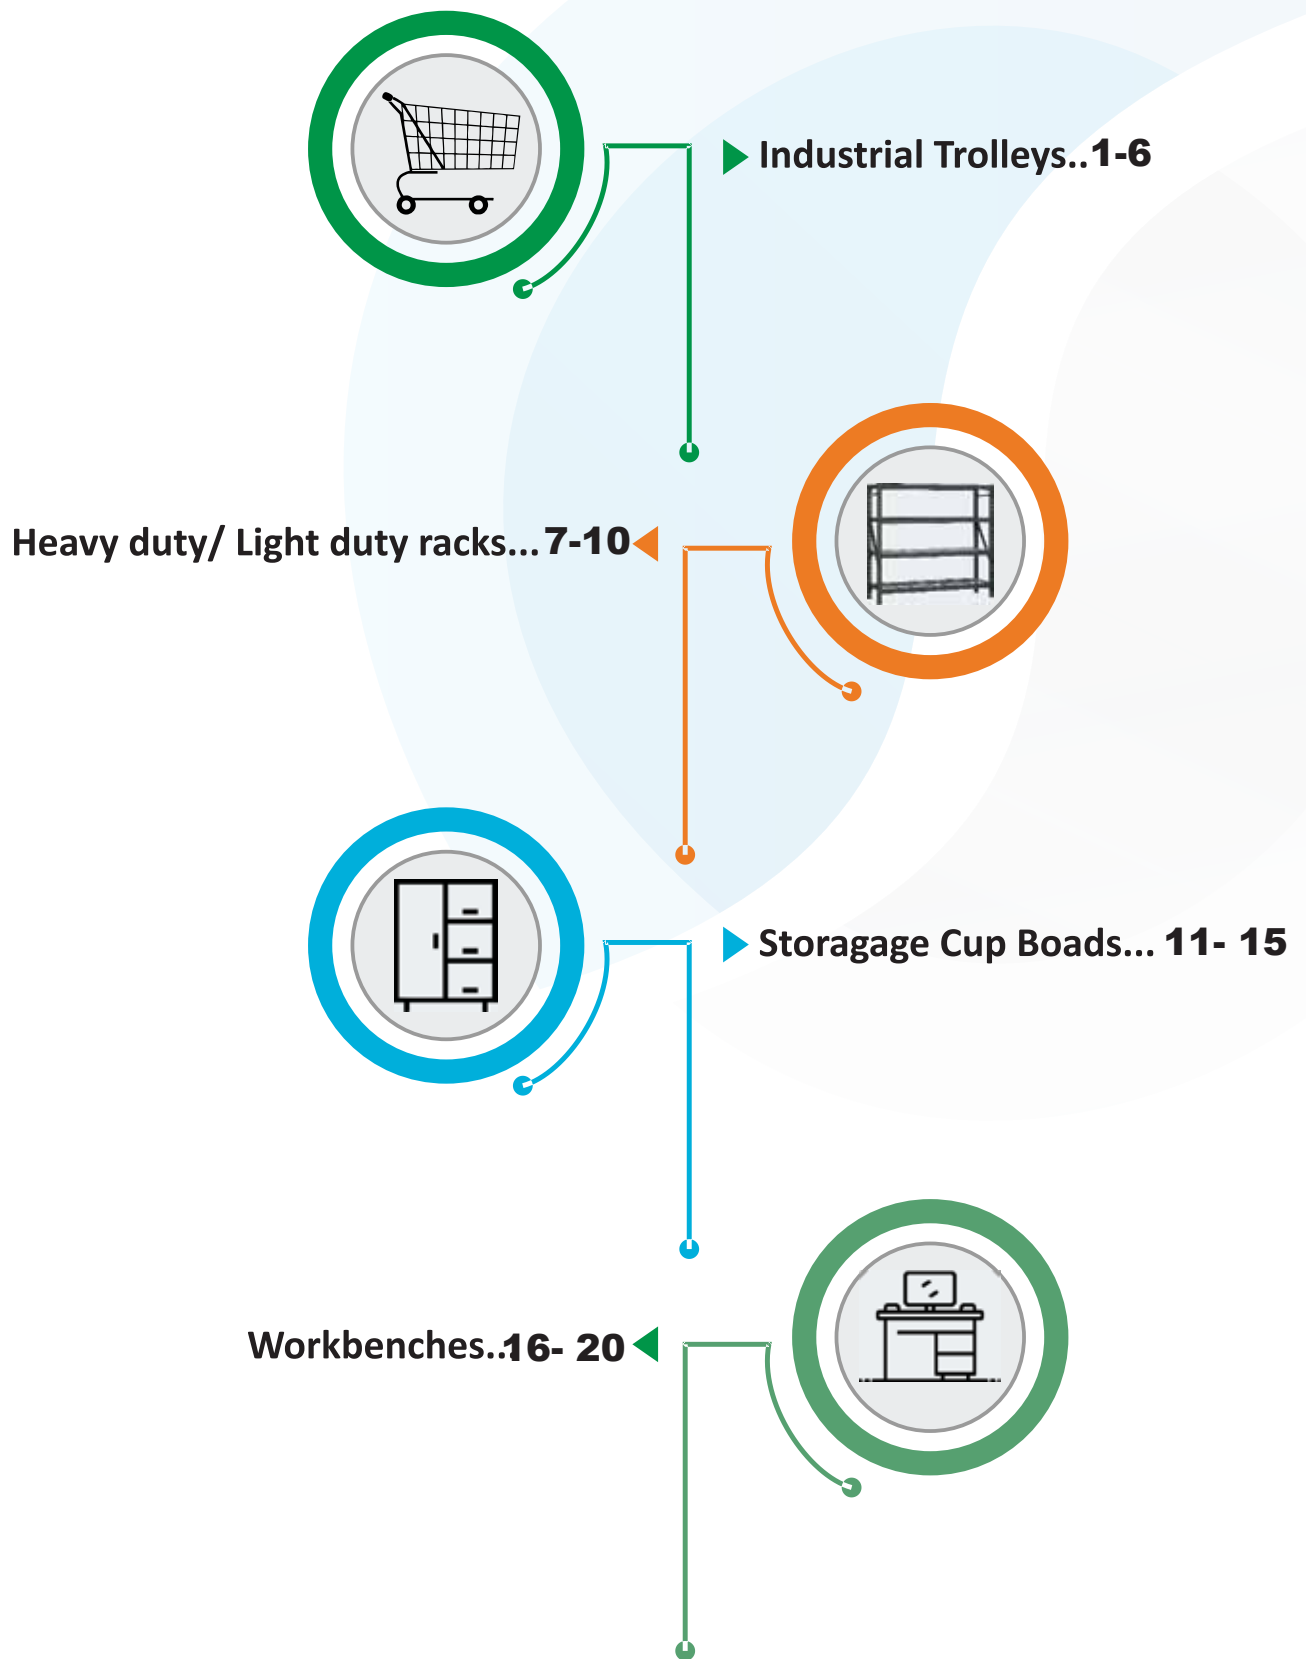 Industrial Trolleys..1-6
Heavy duty/ Light duty racks...7-10
Storagage Cup Boads... 11- 15
Workbenches..16- 20